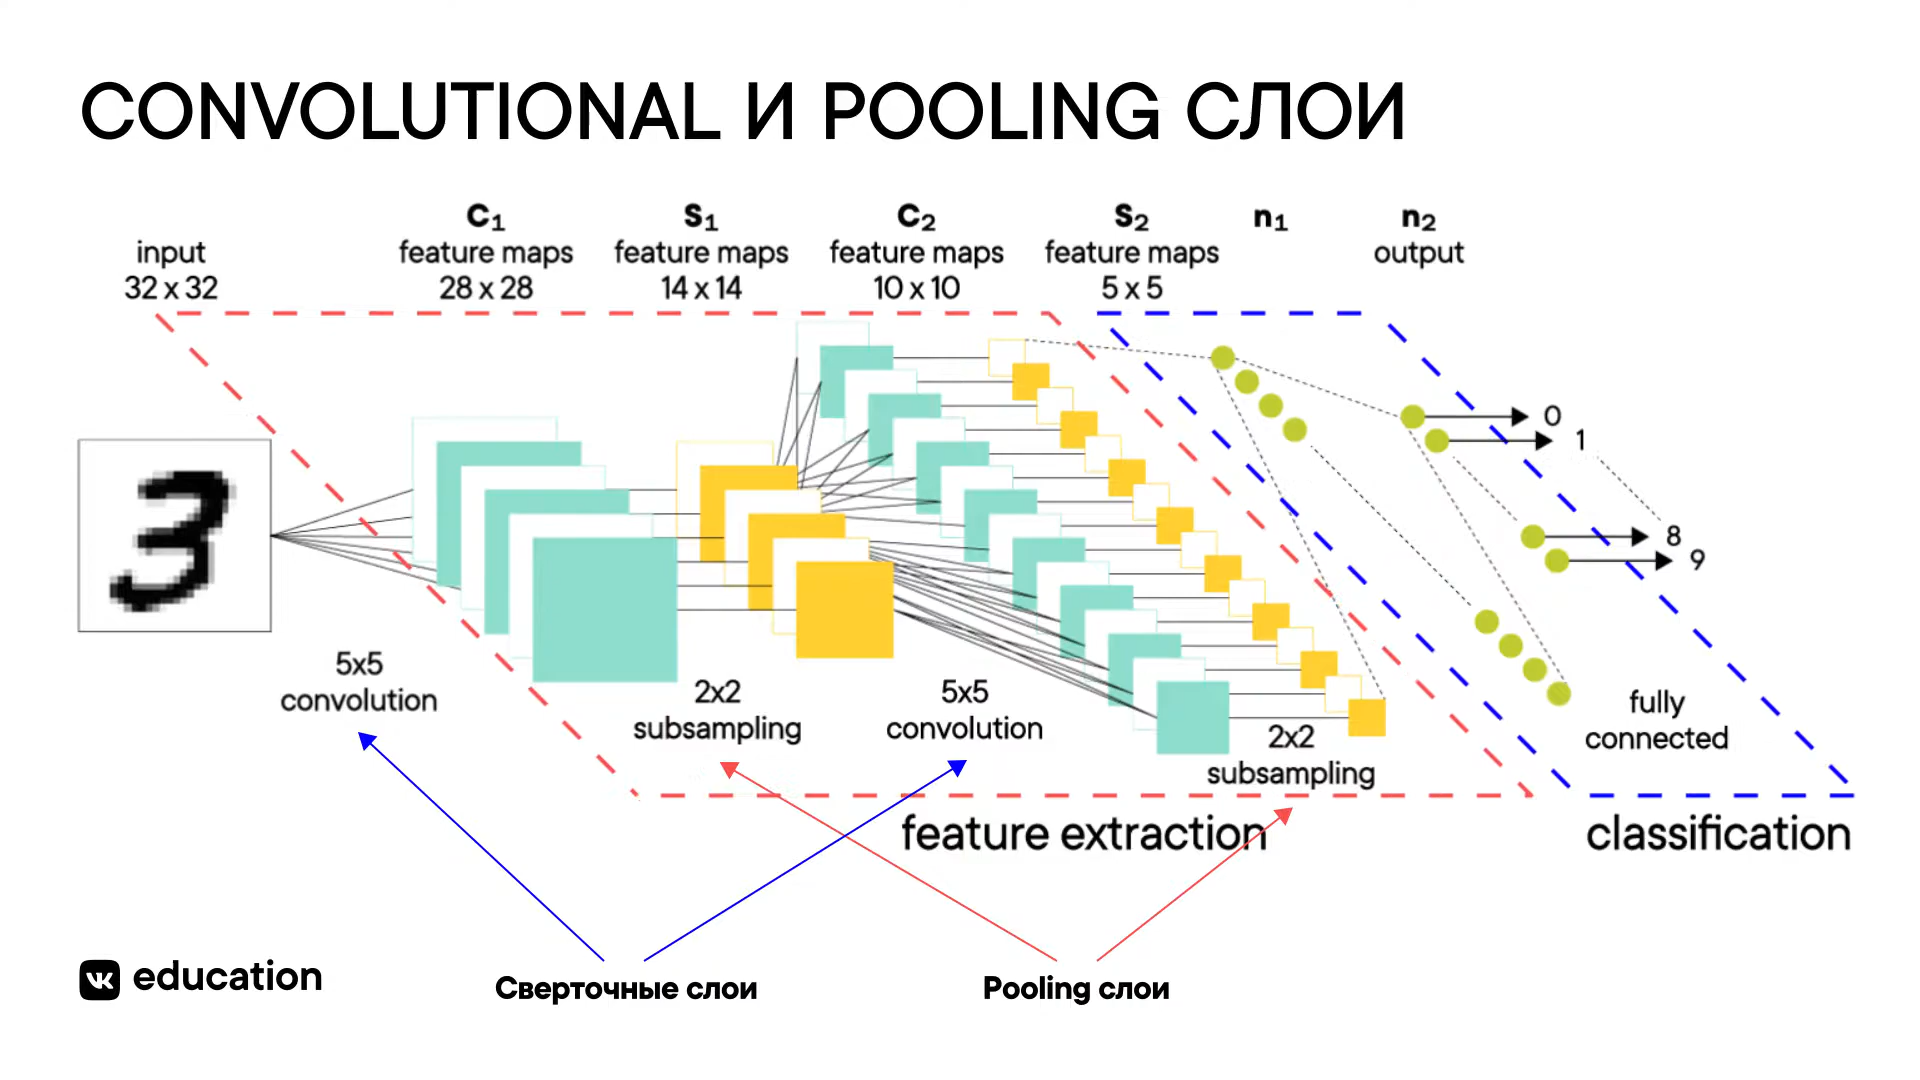 CONVOLUTIONAL И POOLING СЛОИ
input
32 x 32
C₁
feature maps
28 x 28
S₁
feature maps
14 x 14
C₂
feature maps
10 x 10
S₂
feature maps
5 x 5
n₁
n₂
output
0
1
8
9
5x5
convolution
2x2
subsampling
5x5
convolution
2x2
subsampling
fully
connected
feature extraction
classification
Сверточные слои
Pooling слои
VK education